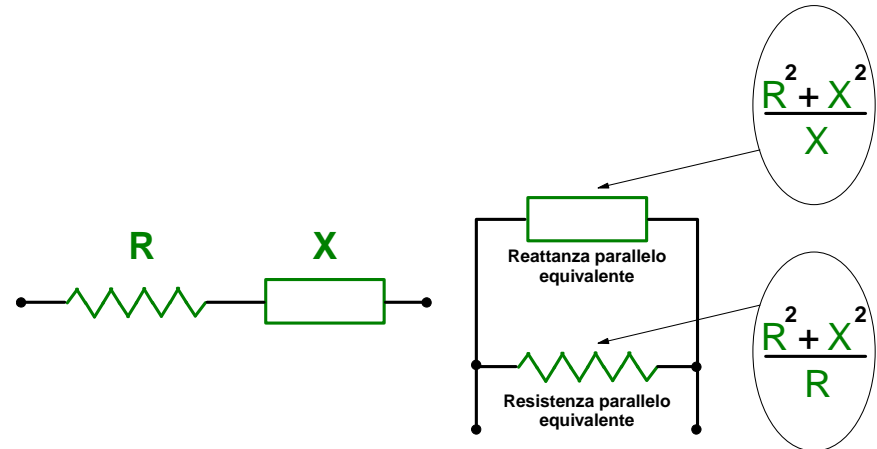 R
X
Reattanza parallelo
equivalente
Resistenza parallelo
equivalente
R² + X²
X
R² + X²
R